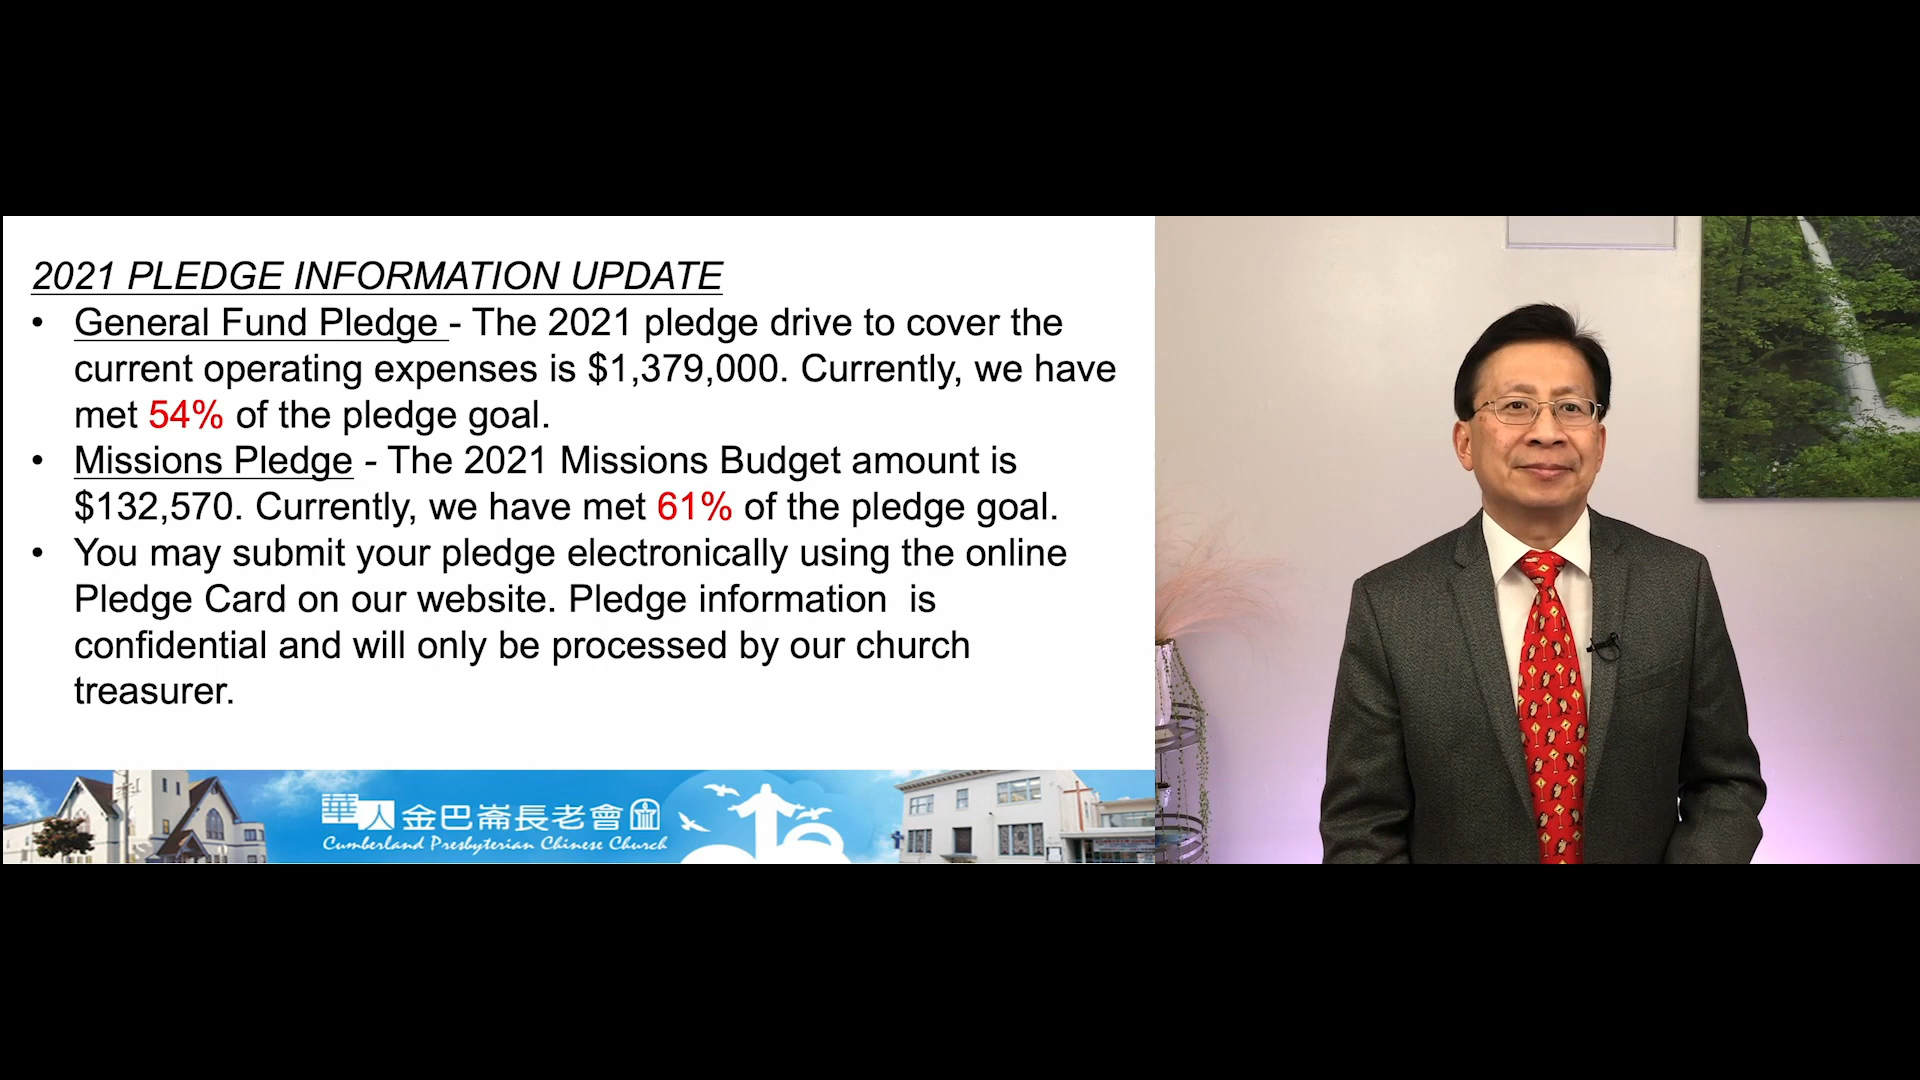 2021 PLEDGE INFORMATION UPDATE
• General Fund Pledge - The 2021 pledge drive to cover the
current operating expenses is $1,379,000. Currently, we have
met 54% of the pledge goal.
• Missions Pledge - The 2021 Missions Budget amount is
$132,570. Currently, we have met 61% of the pledge goal.
• You may submit your pledge electronically using the online
Pledge Card on our website. Pledge information  is
confidential and will only be processed by our church
treasurer.
華人金巴崙長老會
Cumberland Presbyterian Chinese Church